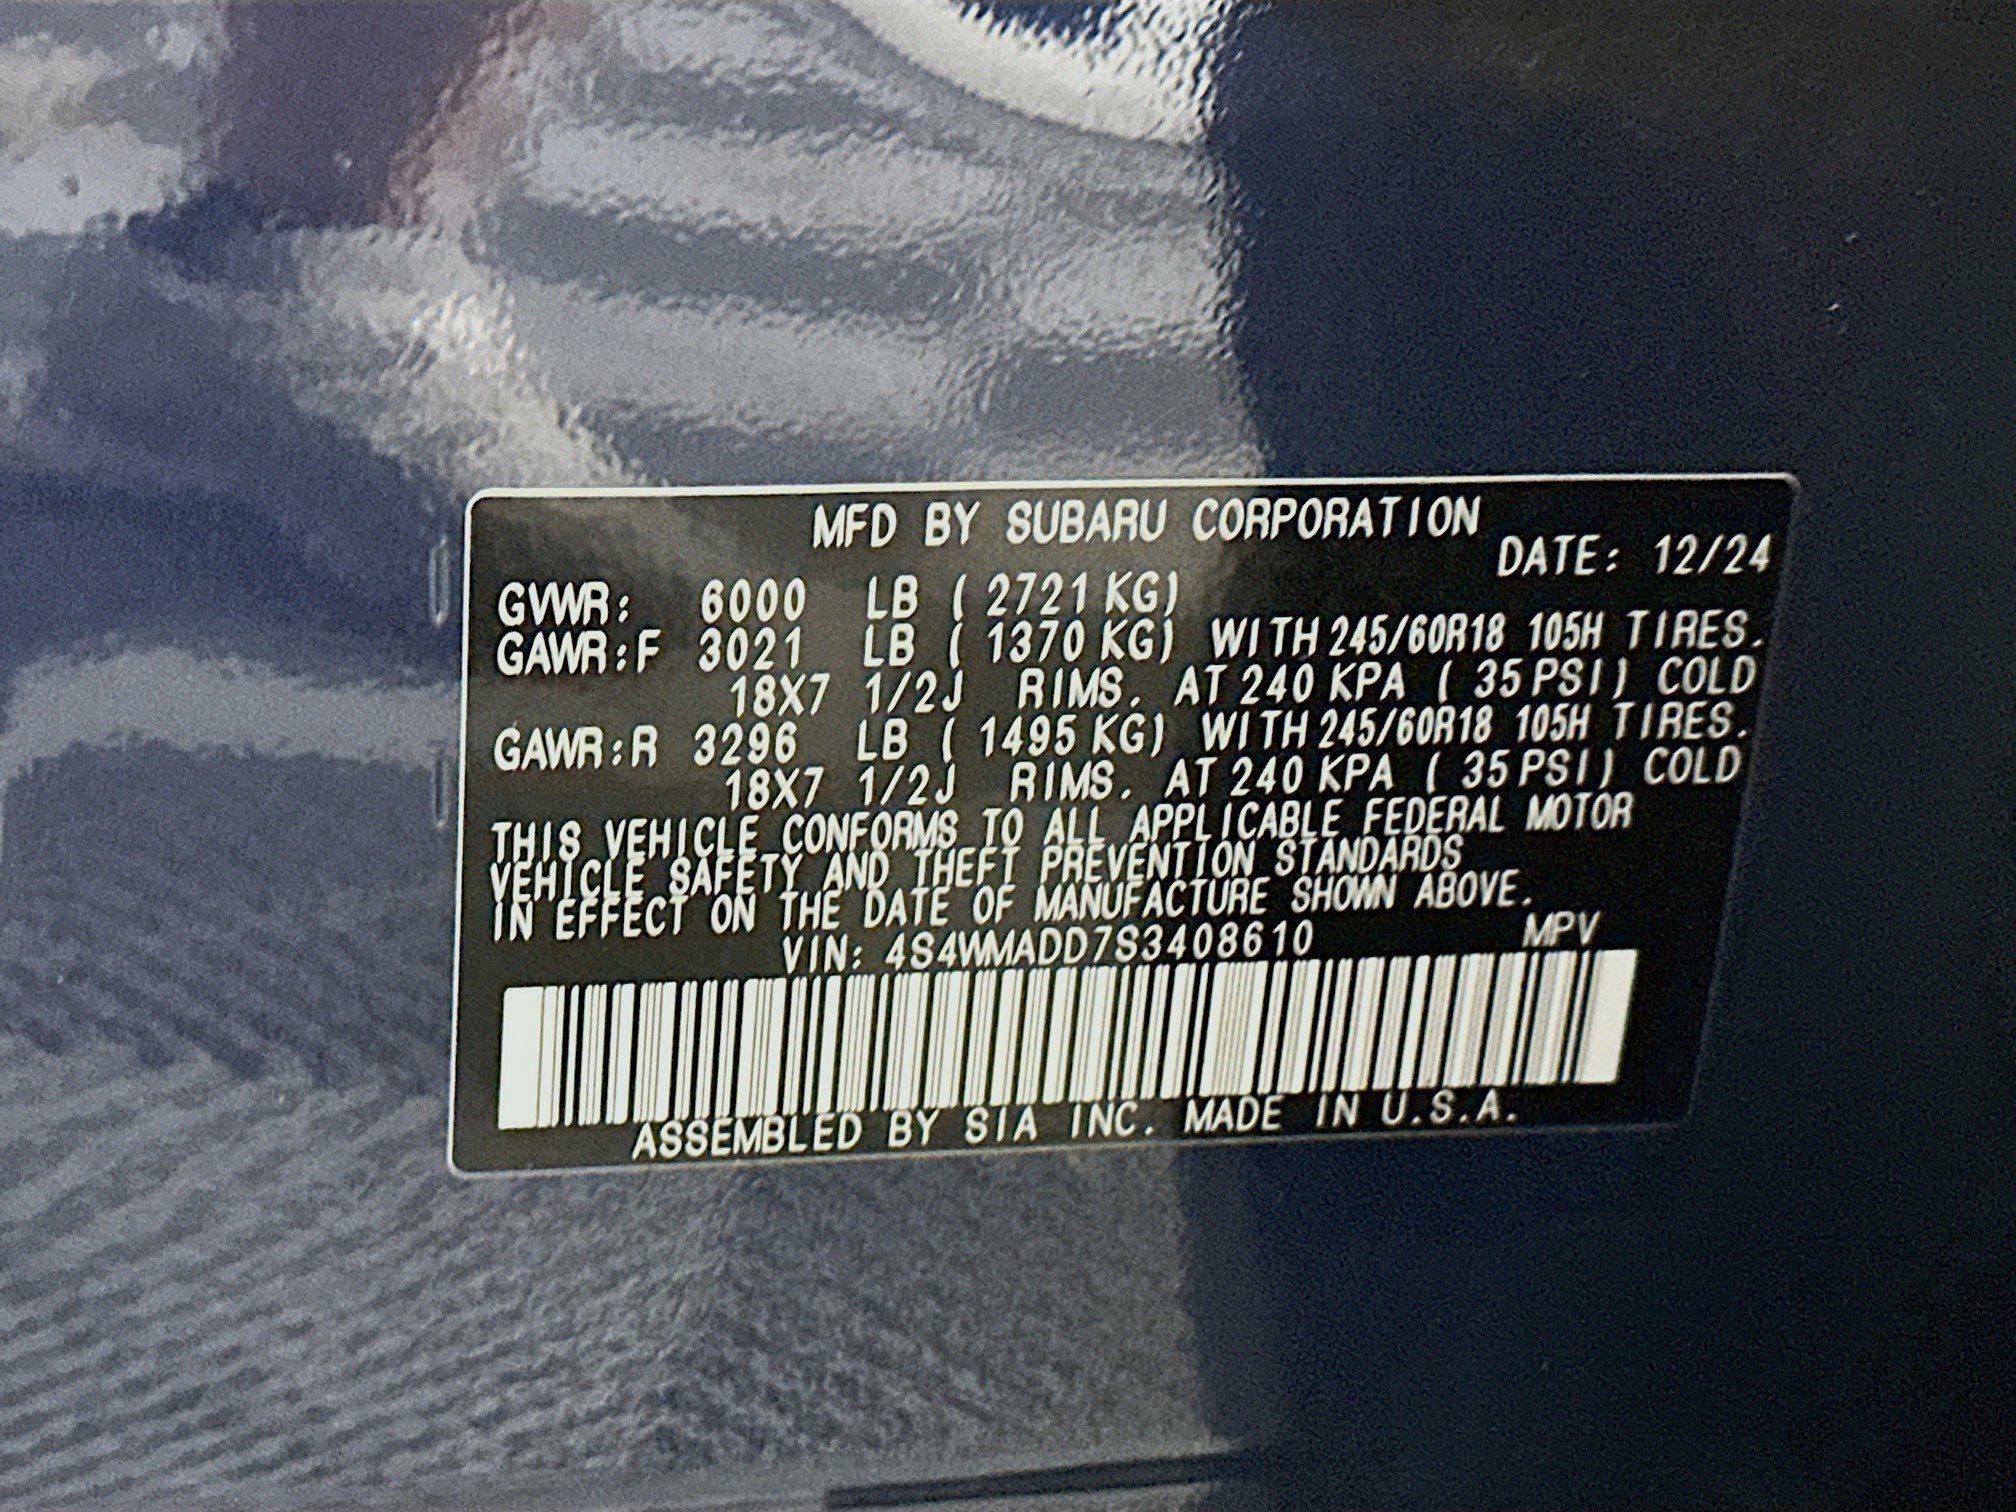 MFD BY SUBARU CORPORATION
DATE: 12/24
GVWR: 6000 LB ( 2721 KG)
GAWR:F 3021 LB ( 1370 KG) WITH 245/60R18 105H TIRES.
18X7 1/2J RIMS. AT 240 KPA ( 35 PSI) COLD
GAWR:R 3296 LB ( 1495 KG) WITH 245/60R18 105H TIRES.
18X7 1/2J RIMS. AT 240 KPA ( 35 PSI) COLD
THIS VEHICLE CONFORMS TO ALL APPLICABLE FEDERAL MOTOR
VEHICLE SAFETY AND THEFT PREVENTION STANDARDS
IN EFFECT ON THE DATE OF MANUFACTURE SHOWN ABOVE.
VIN: 4S4WMADD7S3408610 MPV
ASSEMBLED BY SIA INC. MADE IN U.S.A.